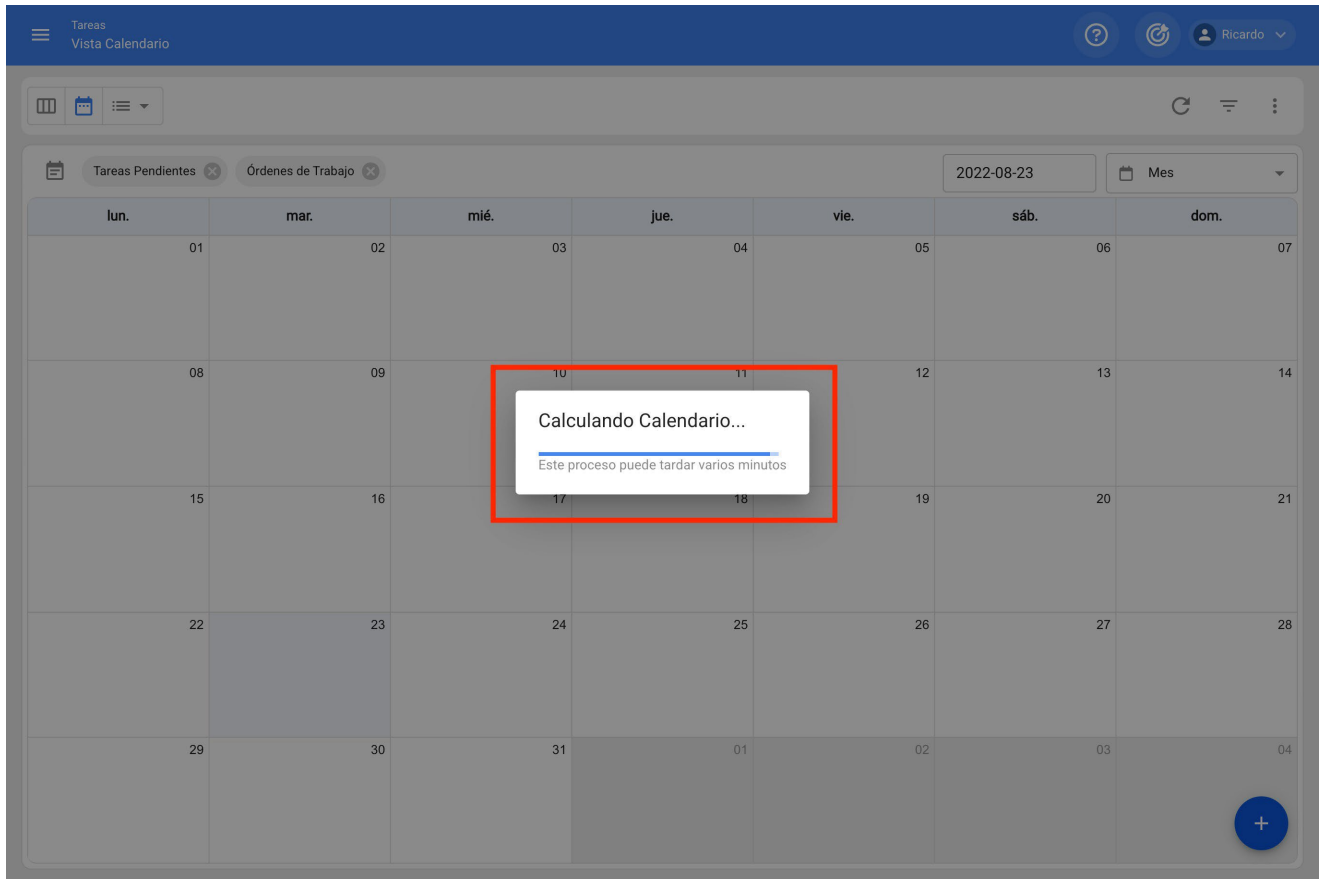 Tareas
Vista Calendario
Ricardo
Tareas Pendientes
Órdenes de Trabajo
2022-08-23
Mes
lun. mar. mié. jue. vie. sáb. dom.
01 02 03 04 05 06 07
08 09 10 11 12 13 14
Calculando Calendario...
Este proceso puede tardar varios minutos
15 16 17 18 19 20 21
22 23 24 25 26 27 28
29 30 31 01 02 03 04